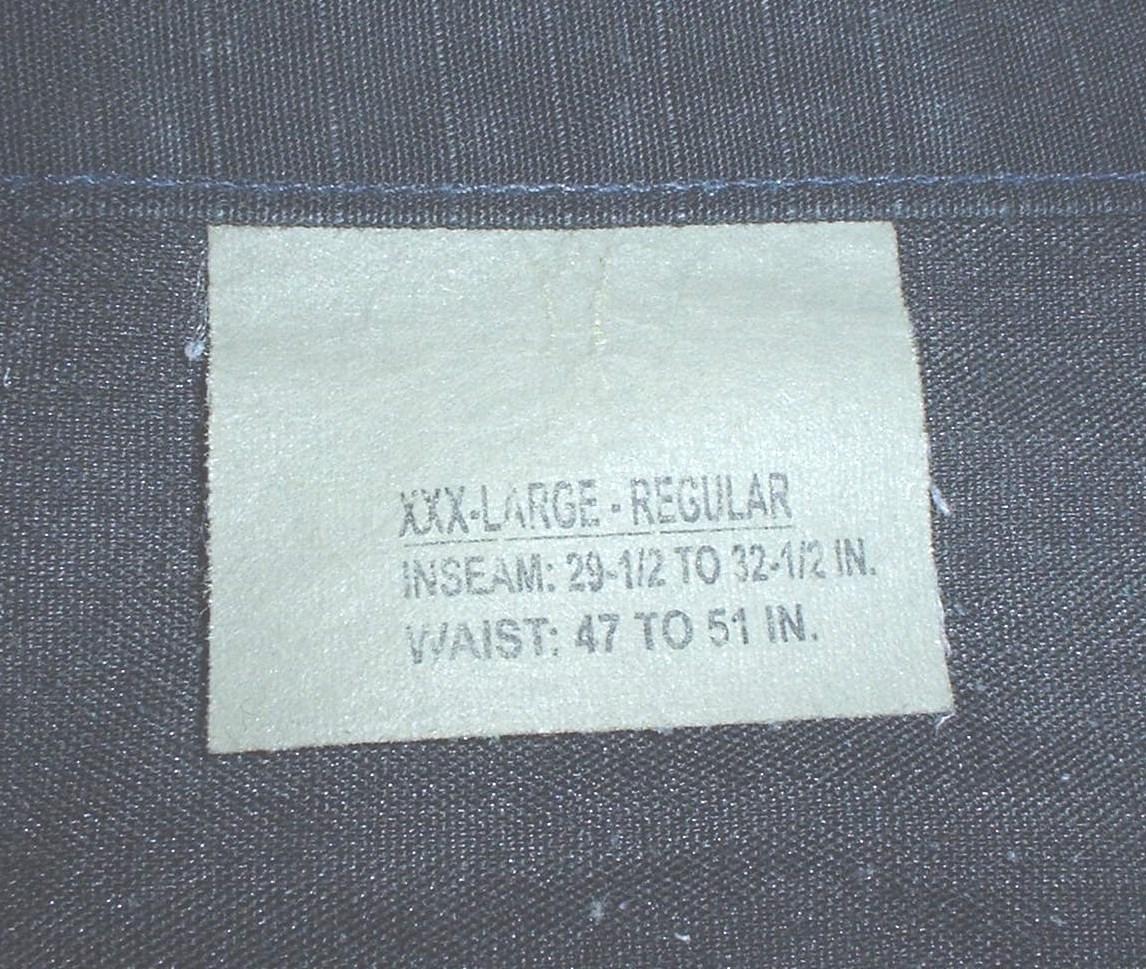 XXX-LARGE - REGULAR
INSEAM: 29-1/2 TO 32-1/2 IN.
WAIST: 47 TO 51 IN.